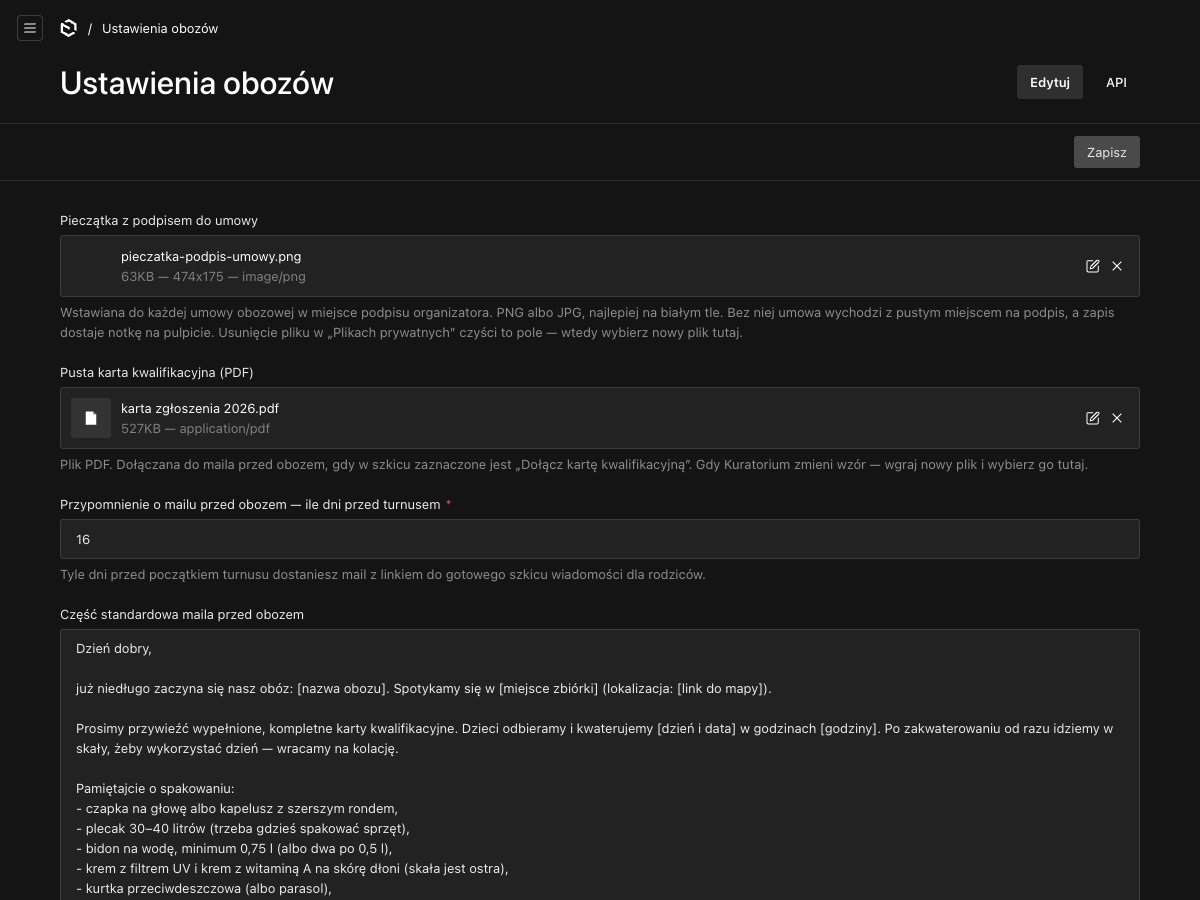 / Ustawienia obozów
Ustawienia obozów
Edytuj
API
Zapisz
Pieczątka z podpisem do umowy
pieczatka-podpis-umowy.png
63KB — 474x175 — image/png
Wstawiana do każdej umowy obozowej w miejsce podpisu organizatora. PNG albo JPG, najlepiej na białym tle. Bez niej umowa wychodzi z pustym miejscem na podpis, a zapis
dostaje notkę na pulpicie. Usunięcie pliku w „Plikach prywatnych” czyści to pole — wtedy wybierz nowy plik tutaj.
Pusta karta kwalifikacyjna (PDF)
karta zgłoszenia 2026.pdf
527KB — application/pdf
Plik PDF. Dołączana do maila przed obozem, gdy w szkicu zaznaczone jest „Dołącz kartę kwalifikacyjną”. Gdy Kuratorium zmieni wzór — wgraj nowy plik i wybierz go tutaj.
Przypomnienie o mailu przed obozem — ile dni przed turnusem *
16
Tyle dni przed początkiem turnusu dostaniesz mail z linkiem do gotowego szkicu wiadomości dla rodziców.
Część standardowa maila przed obozem
Dzień dobry,
już niedługo zaczyna się nasz obóz: [nazwa obozu]. Spotykamy się w [miejsce zbiórki] (lokalizacja: [link do mapy]).
Prosimy przywieźć wypełnione, kompletne karty kwalifikacyjne. Dzieci odbieramy i kwaterujemy [dzień i data] w godzinach [godziny]. Po zakwaterowaniu od razu idziemy w
skały, żeby wykorzystać dzień — wracamy na kolację.
Pamiętajcie o spakowaniu:
- czapka na głowę albo kapelusz z szerszym rondem,
- plecak 30–40 litrów (trzeba gdzieś spakować sprzęt),
- bidon na wodę, minimum 0,75 l (albo dwa po 0,5 l),
- krem z filtrem UV i krem z witaminą A na skórę dłoni (skała jest ostra),
- kurtka przeciwdeszczowa (albo parasol),